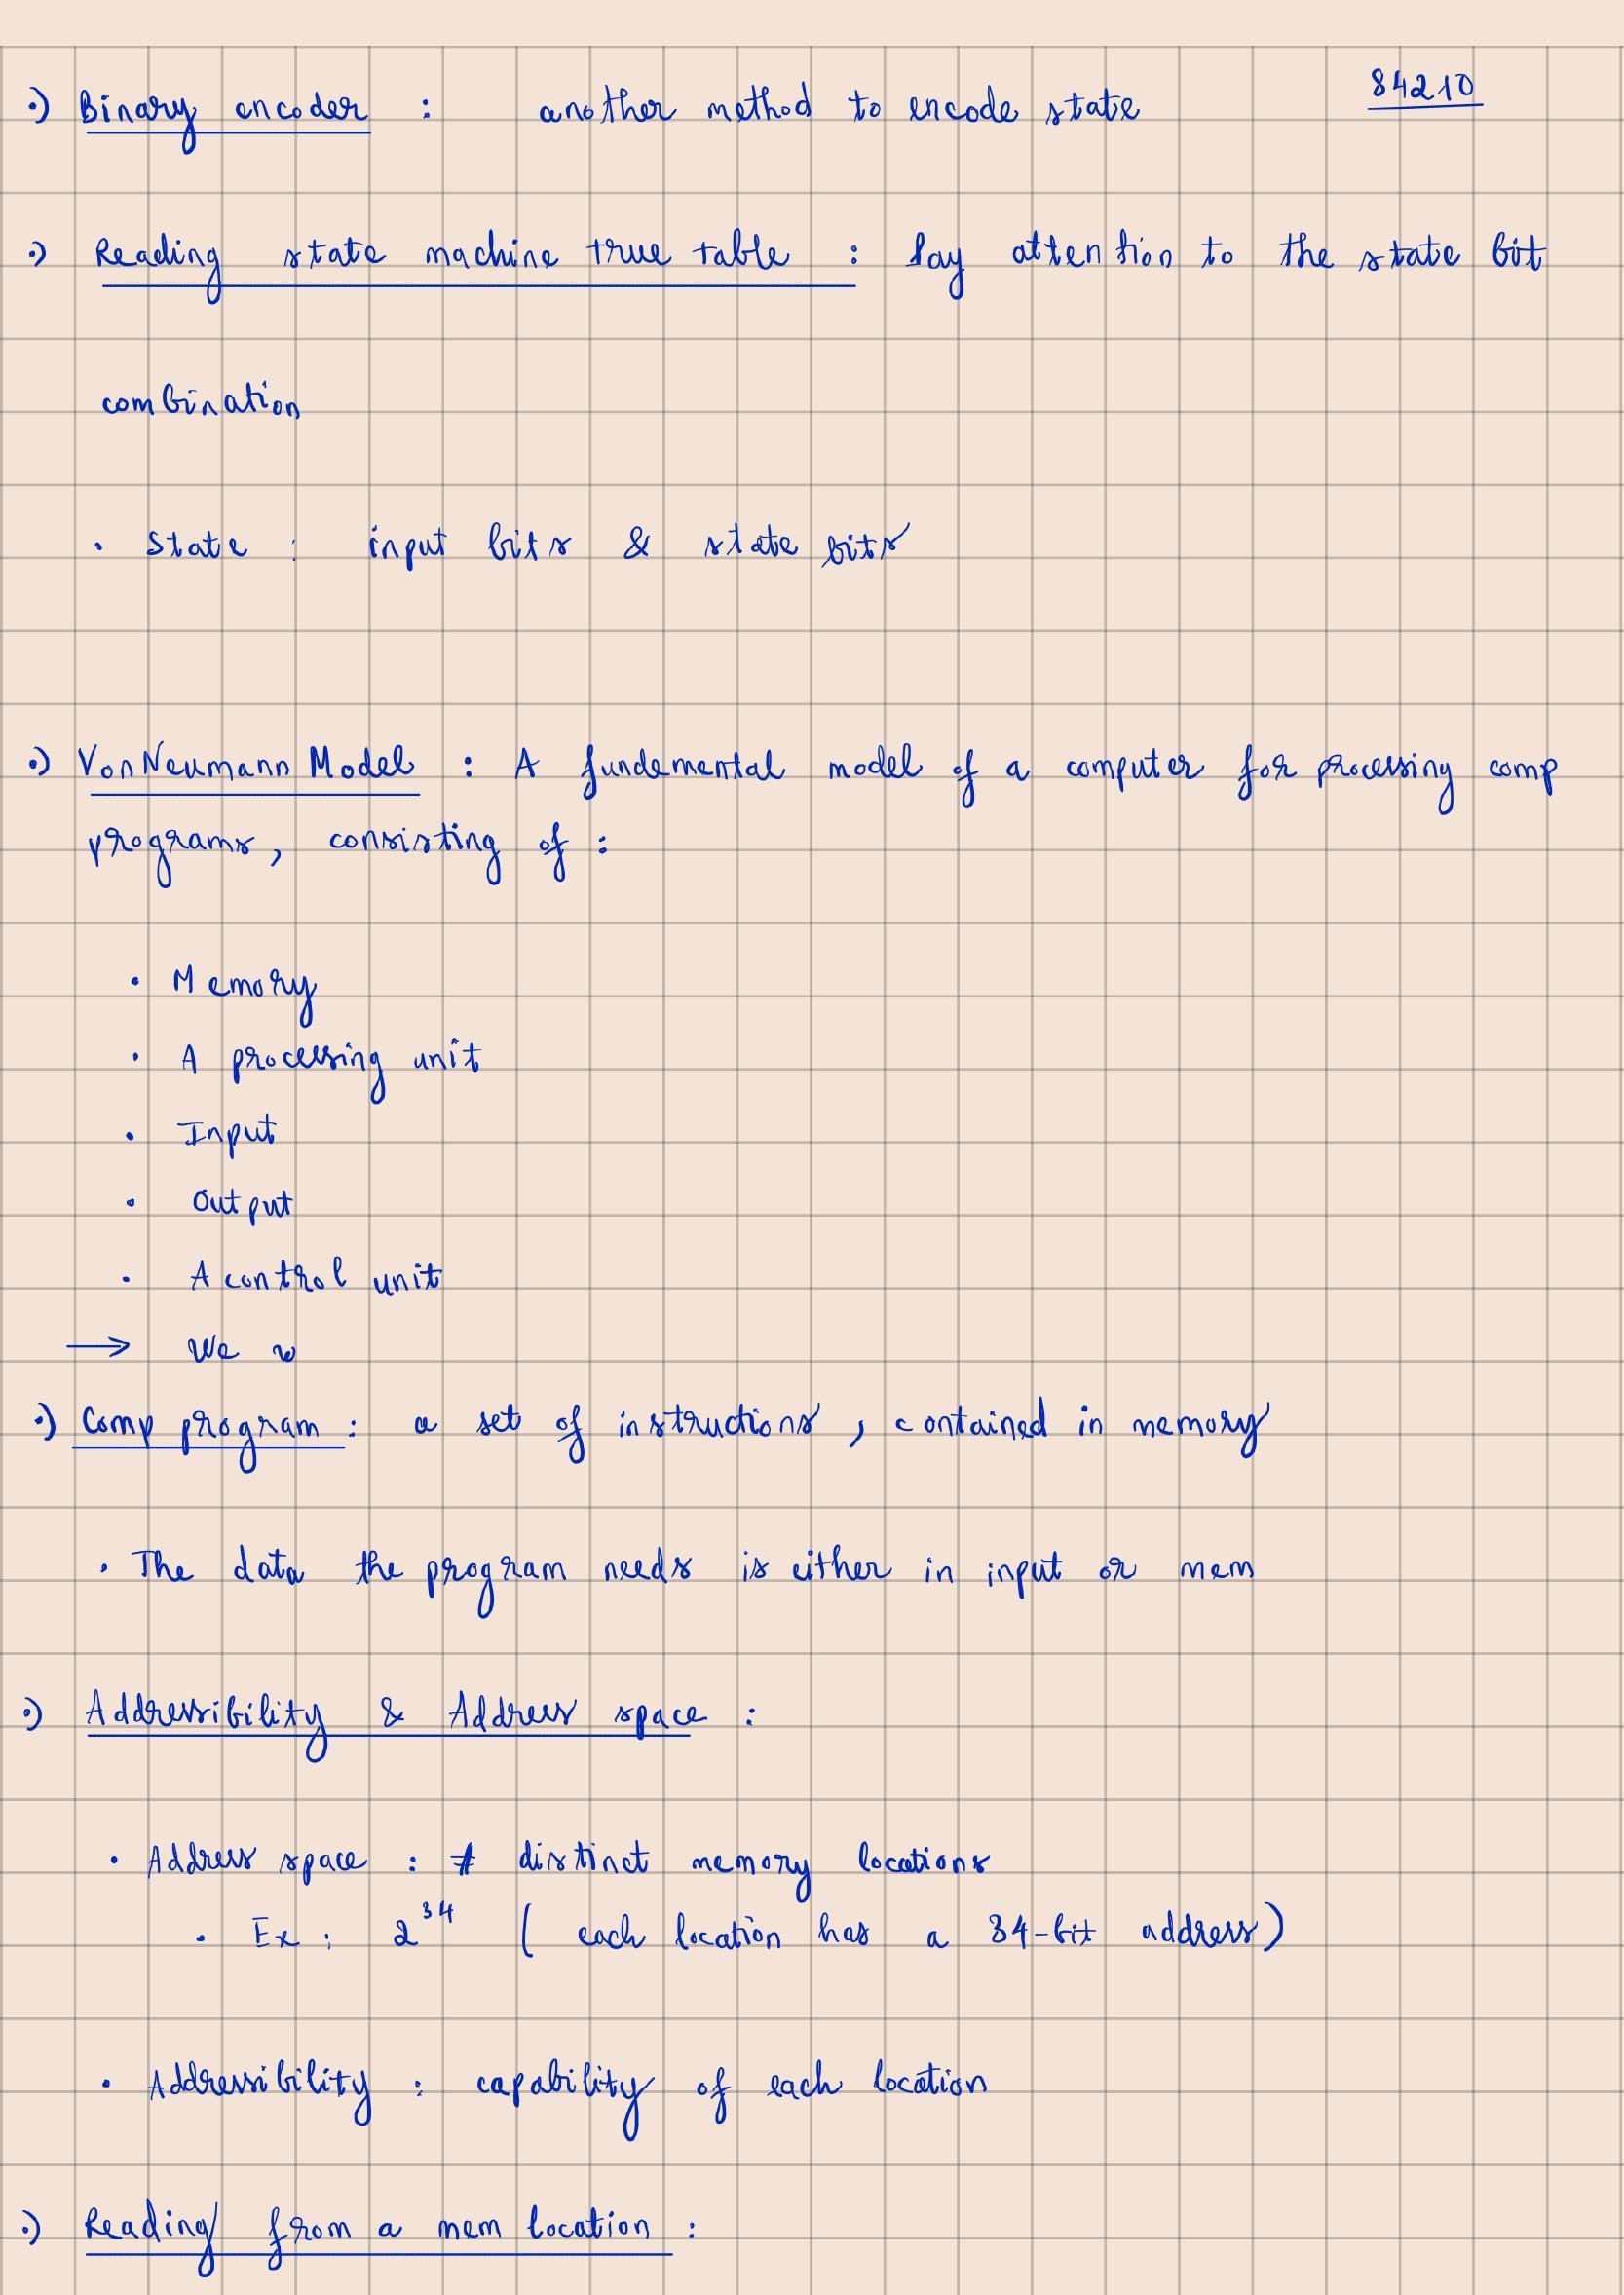 84210
·) Binary encoder : another method to encode state
·) Reading state machine true table : Pay attention to the state bit
combination
• State : input bits & state bits
·) Von Neumann Model : A fundemental model of a computer for processing comp
programs, consisting of :
• Memory
• A processing unit
• Input
• Output
• A control unit
→ We w
·) Comp program : a set of instructions, contained in memory
• The data the program needs is either in input or mem
·) Addressibility & Address space :
• Address space : # distinct memory locations
• Ex : 2^34 ( each location has a 34-bit address)
• Addressibility : capability of each location
·) Reading from a mem location :